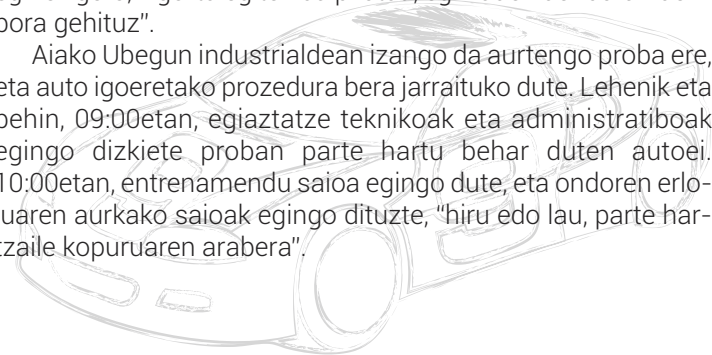 bora gehituz”.
Aiako Ubegun industrialdean izango da aurtengo proba ere,
eta auto igoeretako prozedura bera jarraituko dute. Lehenik eta
behin, 09:00etan, egiaztatze teknikoak eta administratiboak
egingo dizkiete proban parte hartu behar duten autoei.
10:00etan, entrenamendu saioa egingo dute, eta ondoren erlo-
juaren aurkako saioak egingo dituzte, “hiru edo lau, parte har-
tzaile kopuruaren arabera”.